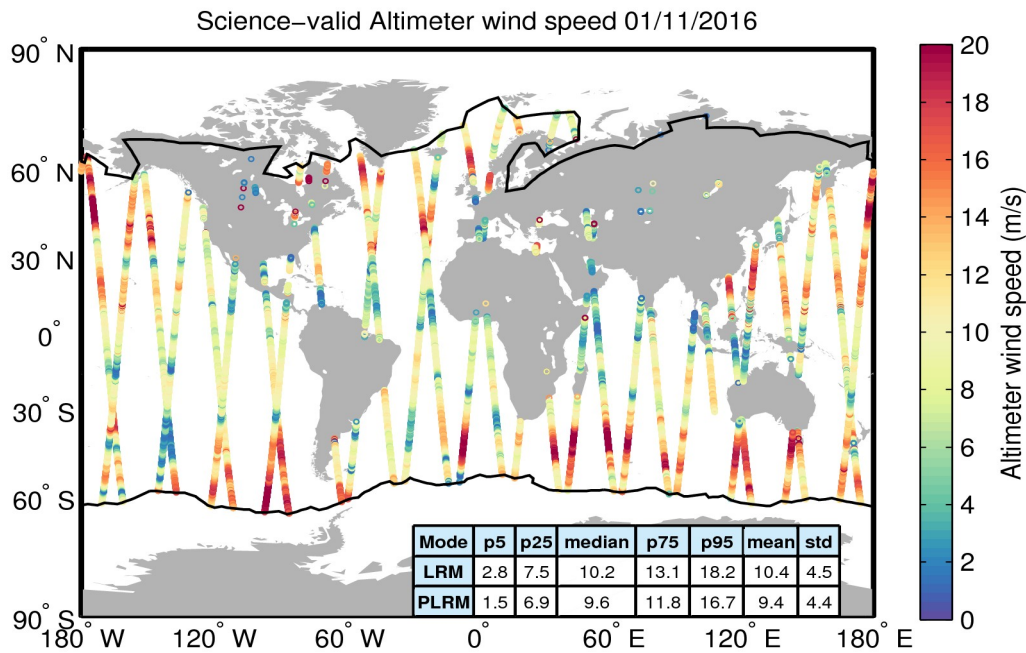 Science−valid Altimeter wind speed 01/11/2016
90° N
60° N
30° N
0°
30° S
60° S
90° S
180° W
120° W
60° W
0°
60° E
120° E
180° E
Mode p5 p25 median p75 p95 mean std
LRM 2.8 7.5 10.2 13.1 18.2 10.4 4.5
PLRM 1.5 6.9 9.6 11.8 16.7 9.4 4.4
20
18
16
14
12
10
8
6
4
2
0
Altimeter wind speed (m/s)